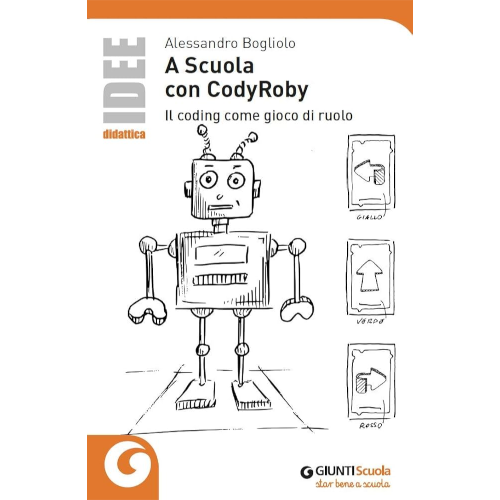 IDEE
didattica
Alessandro Bogliolo
A Scuola
con CodyRoby
Il coding come gioco di ruolo
GIALLO
VERDE
ROSSO
GIUNTI Scuola
star bene a scuola